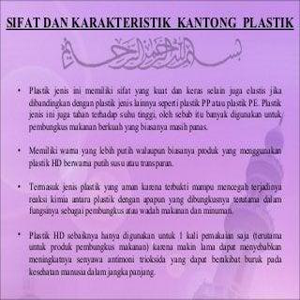 SIFAT DAN KARAKTERISTIK KANTONG PLASTIK
بسم الله الرحمن الرحيم
• Plastik jenis ini memiliki sifat yang kuat dan keras selain juga elastis jika
dibandingkan dengan plastik jenis lainnya seperti plastik PP atau plastik PE. Plastik
jenis ini juga tahan terhadap suhu tinggi, oleh sebab itu banyak digunakan untuk
pembungkus makanan berkuah yang biasanya masih panas.
• Memiliki warna yang lebih putih walaupun biasanya produk yang menggunakan
plastik HD berwarna putih susu atau transparan.
• Termasuk jenis plastik yang aman karena terbukti mampu mencegah terjadinya
reaksi kimia antara plastik dengan apapun yang dibungkusnya terutama dalam
fungsinya sebagai pembungkus atau wadah makanan dan minuman.
• Plastik HD sebaiknya hanya digunakan untuk 1 kali pemakaian saja (terutama
untuk produk pembungkus makanan) karena makin lama dapat menyebabkan
meningkatnya senyawa antimoni trioksida yang dapat berakibat buruk pada
kesehatan manusia dalam jangka panjang.